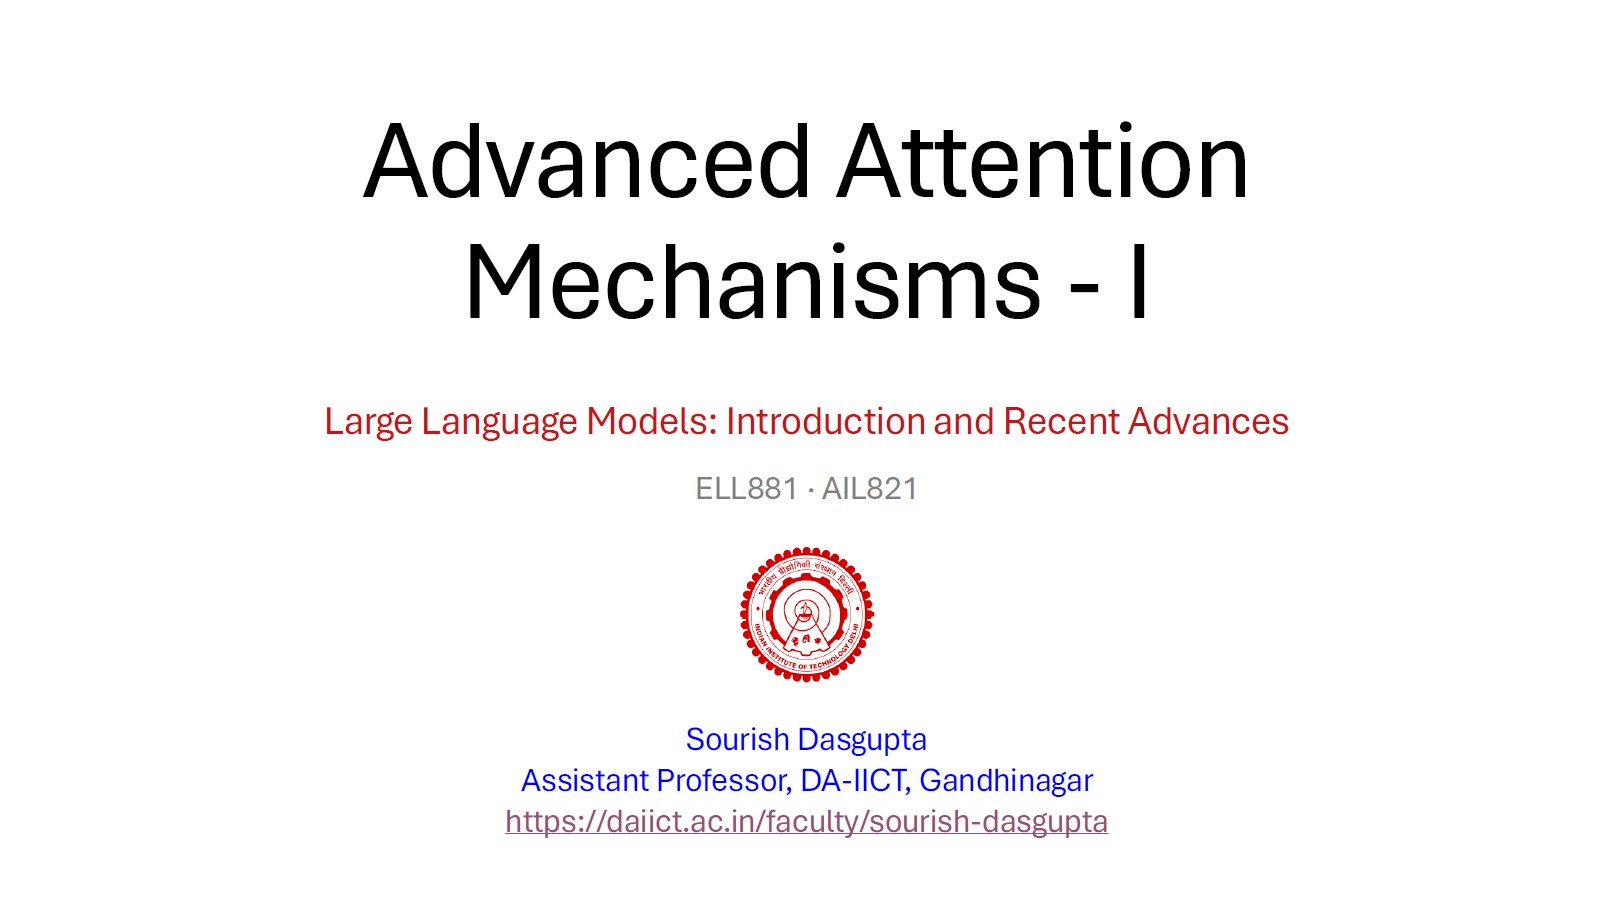 Advanced Attention
Mechanisms - I
Large Language Models: Introduction and Recent Advances
ELL881 · AIL821
भारतीय प्रौद्योगिकी संस्थान दिल्ली
INDIAN INSTITUTE OF TECHNOLOGY DELHI
Sourish Dasgupta
Assistant Professor, DA-IICT, Gandhinagar
https://daiict.ac.in/faculty/sourish-dasgupta